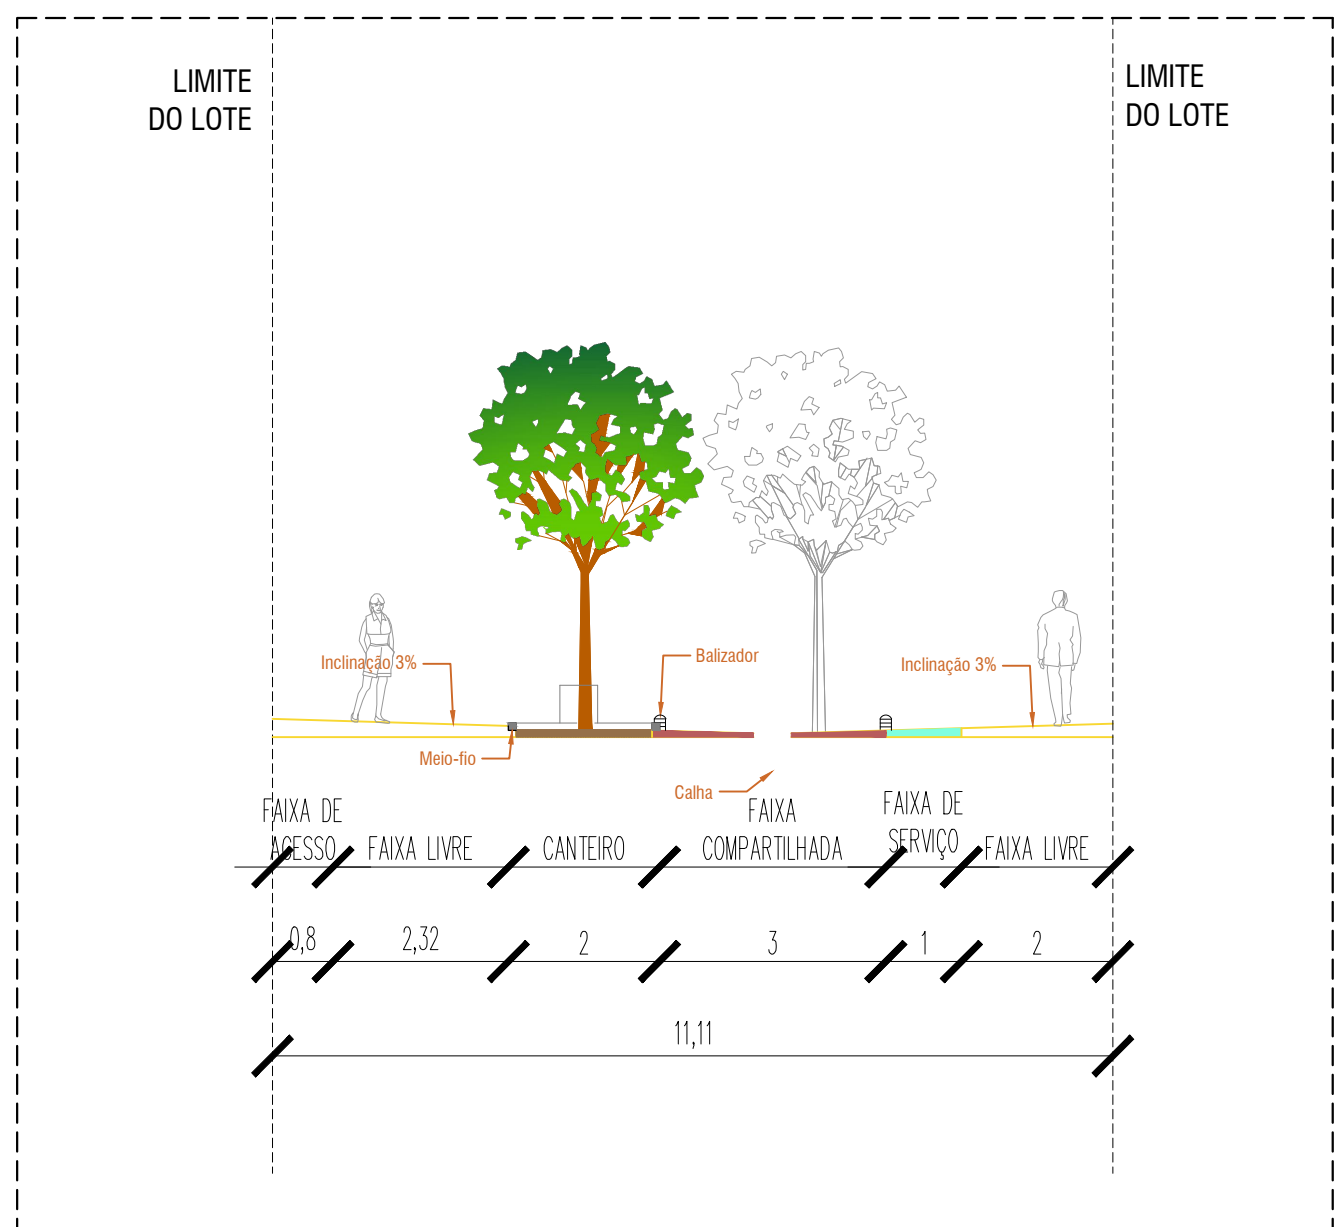 LIMITE
DO LOTE
LIMITE
DO LOTE
Inclinação 3%
Balizador
Inclinação 3%
Meio-fio
Calha
FAIXA DE
ACESSO
FAIXA LIVRE
CANTEIRO
FAIXA
COMPARTILHADA
FAIXA DE
SERVIÇO
FAIXA LIVRE
0,8
2,32
2
3
1
2
11,11